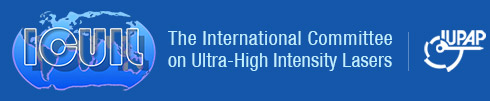 ICUIL
The International Committee
on Ultra-High Intensity Lasers
IUPAP